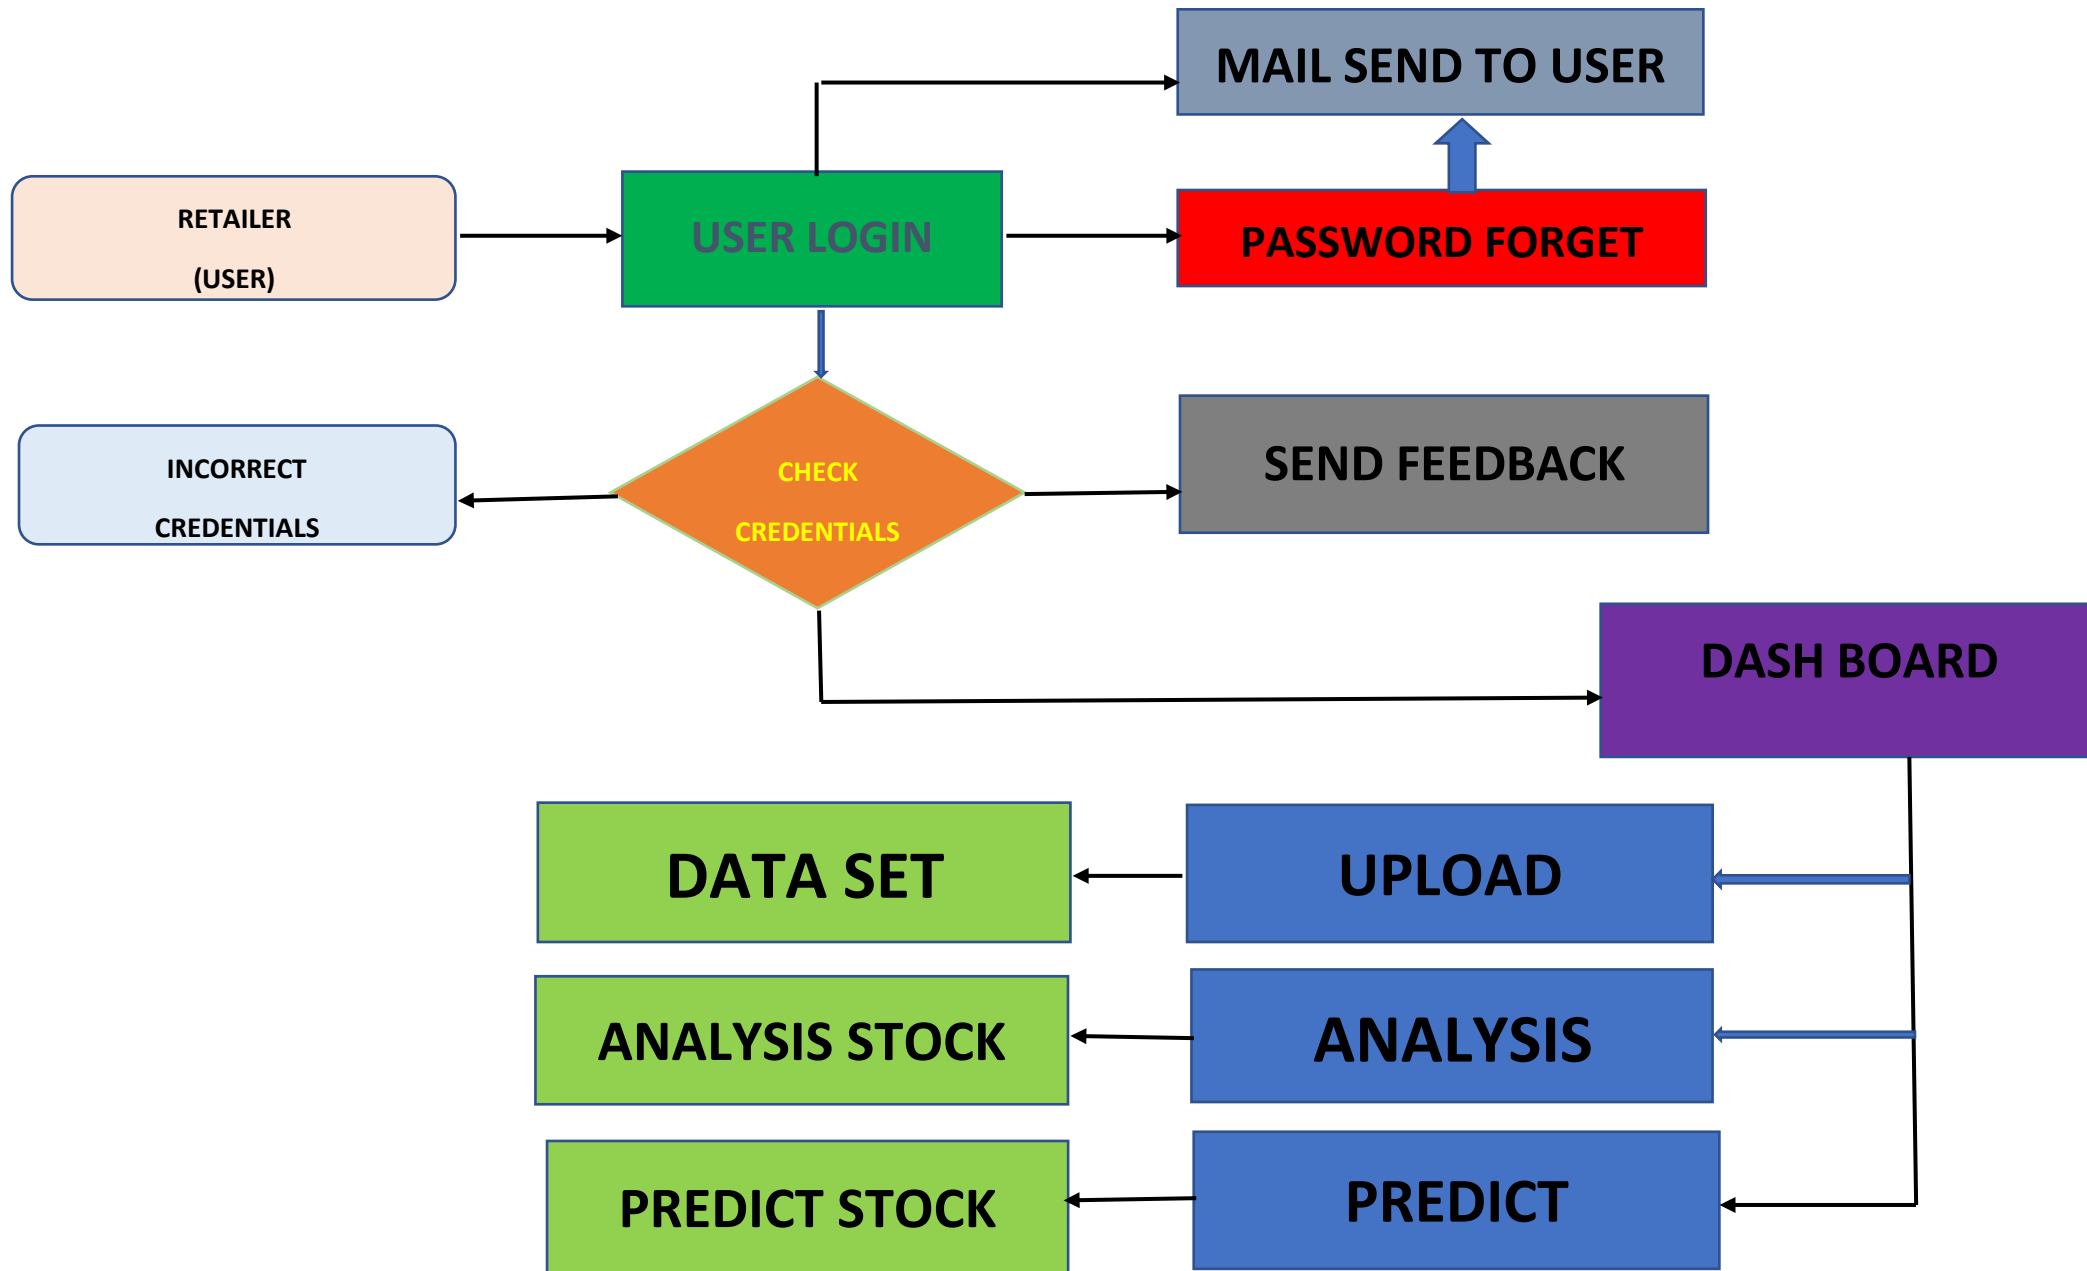 MAIL SEND TO USER
RETAILER
(USER)
USER LOGIN
PASSWORD FORGET
INCORRECT
CREDENTIALS
CHECK
CREDENTIALS
SEND FEEDBACK
DASH BOARD
DATA SET
UPLOAD
ANALYSIS STOCK
ANALYSIS
PREDICT STOCK
PREDICT